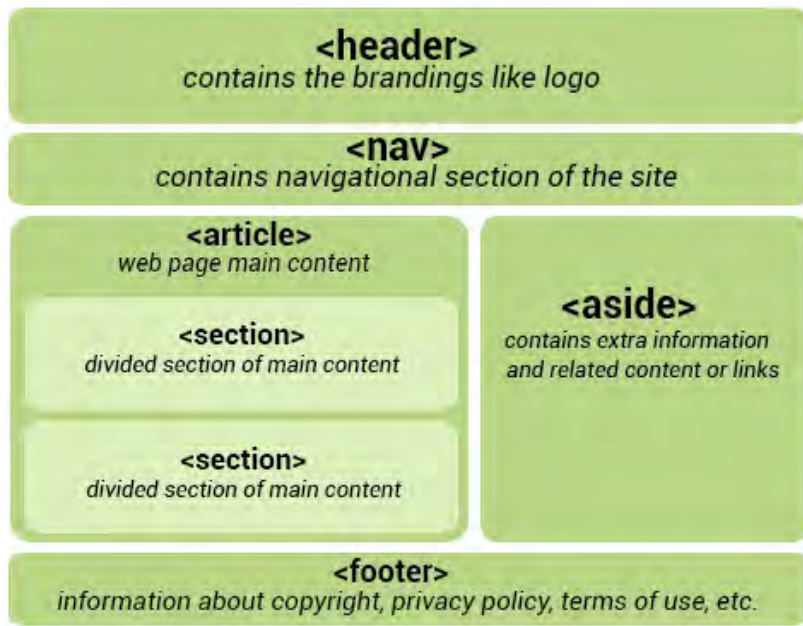 <header>
contains the brandings like logo
<nav>
contains navigational section of the site
<article>
web page main content
<section>
divided section of main content
<section>
divided section of main content
<aside>
contains extra information
and related content or links
<footer>
information about copyright, privacy policy, terms of use, etc.